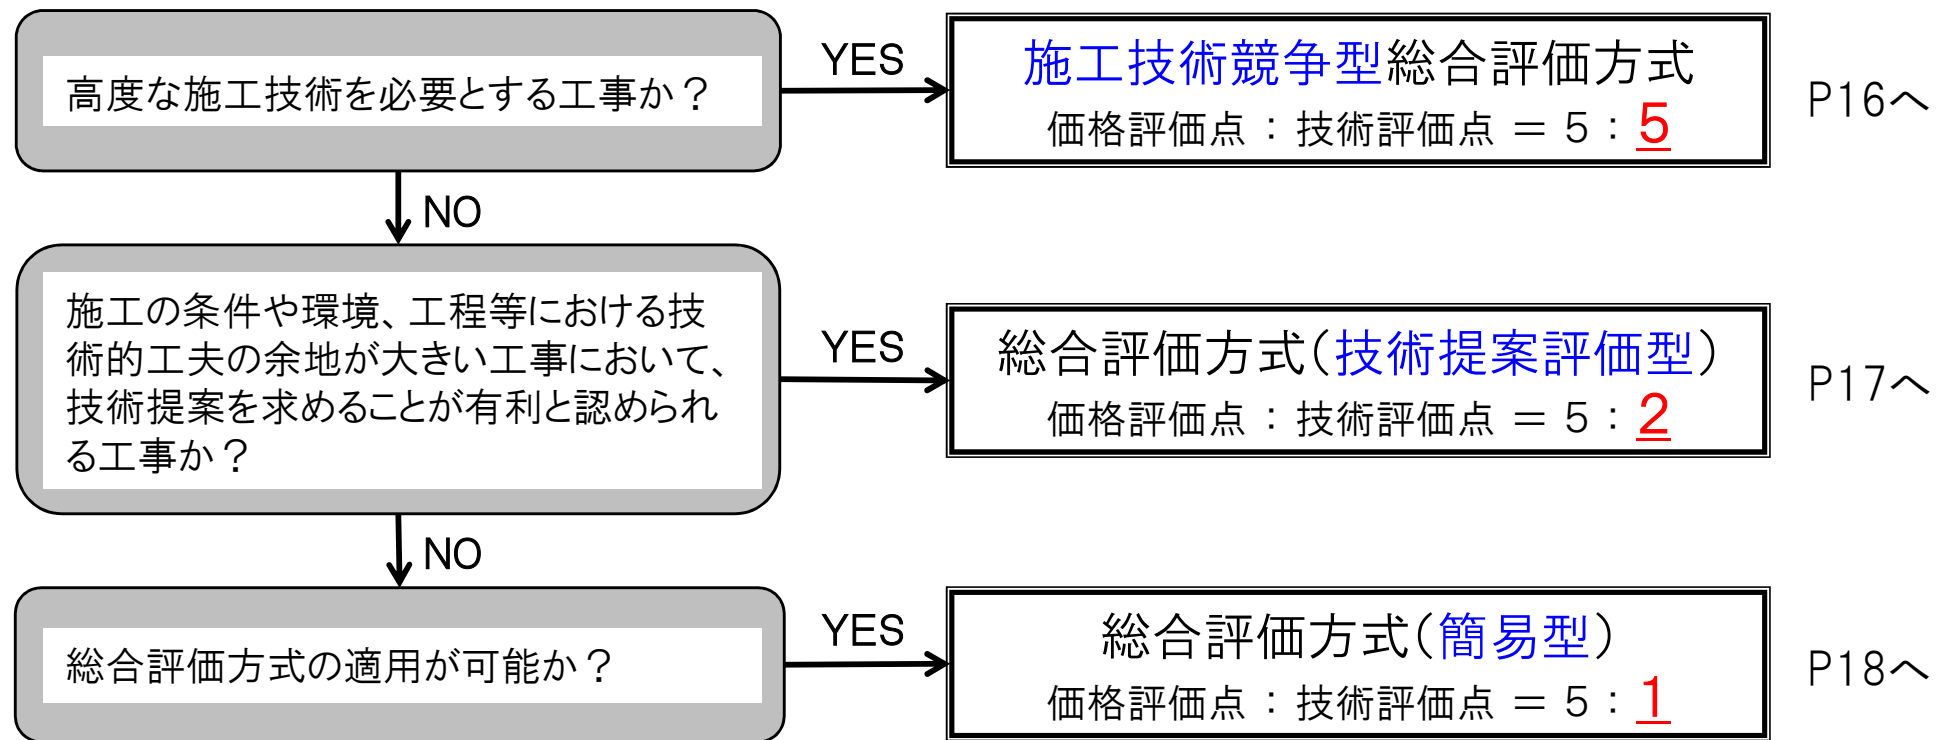 高度な施工技術を必要とする工事か？
YES
施工技術競争型総合評価方式
価格評価点：技術評価点 ＝ 5：5
P16へ
NO
施工の条件や環境、工程等における技
術的工夫の余地が大きい工事において、
技術提案を求めることが有利と認められ
る工事か？
YES
総合評価方式（技術提案評価型）
価格評価点：技術評価点 ＝ 5：2
P17へ
NO
総合評価方式の適用が可能か？
YES
総合評価方式（簡易型）
価格評価点：技術評価点 ＝ 5：1
P18へ